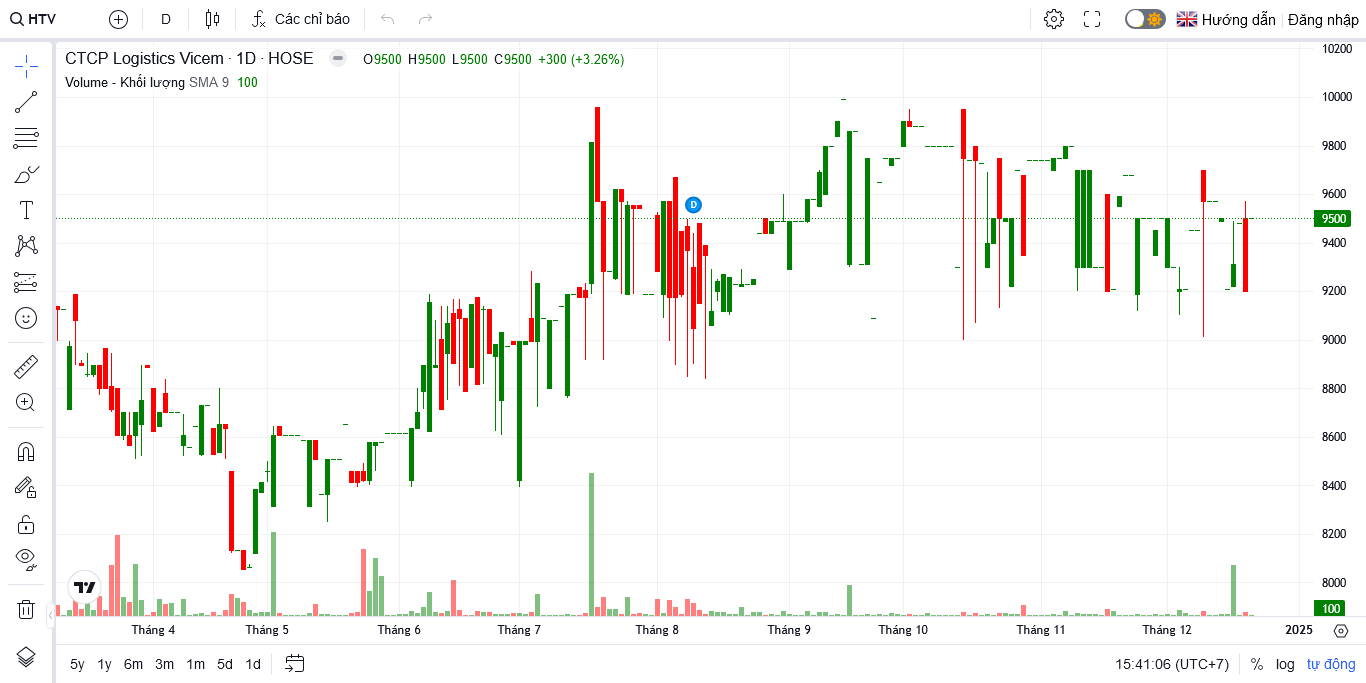 HTV D Các chỉ báo Hướng dẫn Đăng nhập
CTCP Logistics Vicem · 1D · HOSE O9500 H9500 L9500 C9500 +300 (+3.26%)
Volume - Khối lượng SMA 9 100
10200
10000
9800
D
9600
9500
9400
9200
9000
8800
8600
8400
8200
8000
100
Tháng 4 Tháng 5 Tháng 6 Tháng 7 Tháng 8 Tháng 9 Tháng 10 Tháng 11 Tháng 12 2025
5y 1y 6m 3m 1m 5d 1d 15:41:06 (UTC+7) % log tự động